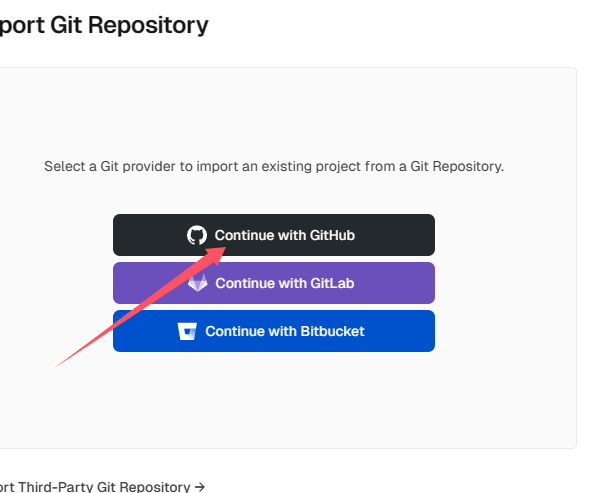 port Git Repository
Select a Git provider to import an existing project from a Git Repository.
Continue with GitHub
Continue with GitLab
Continue with Bitbucket
ort Third-Party Git Repository →